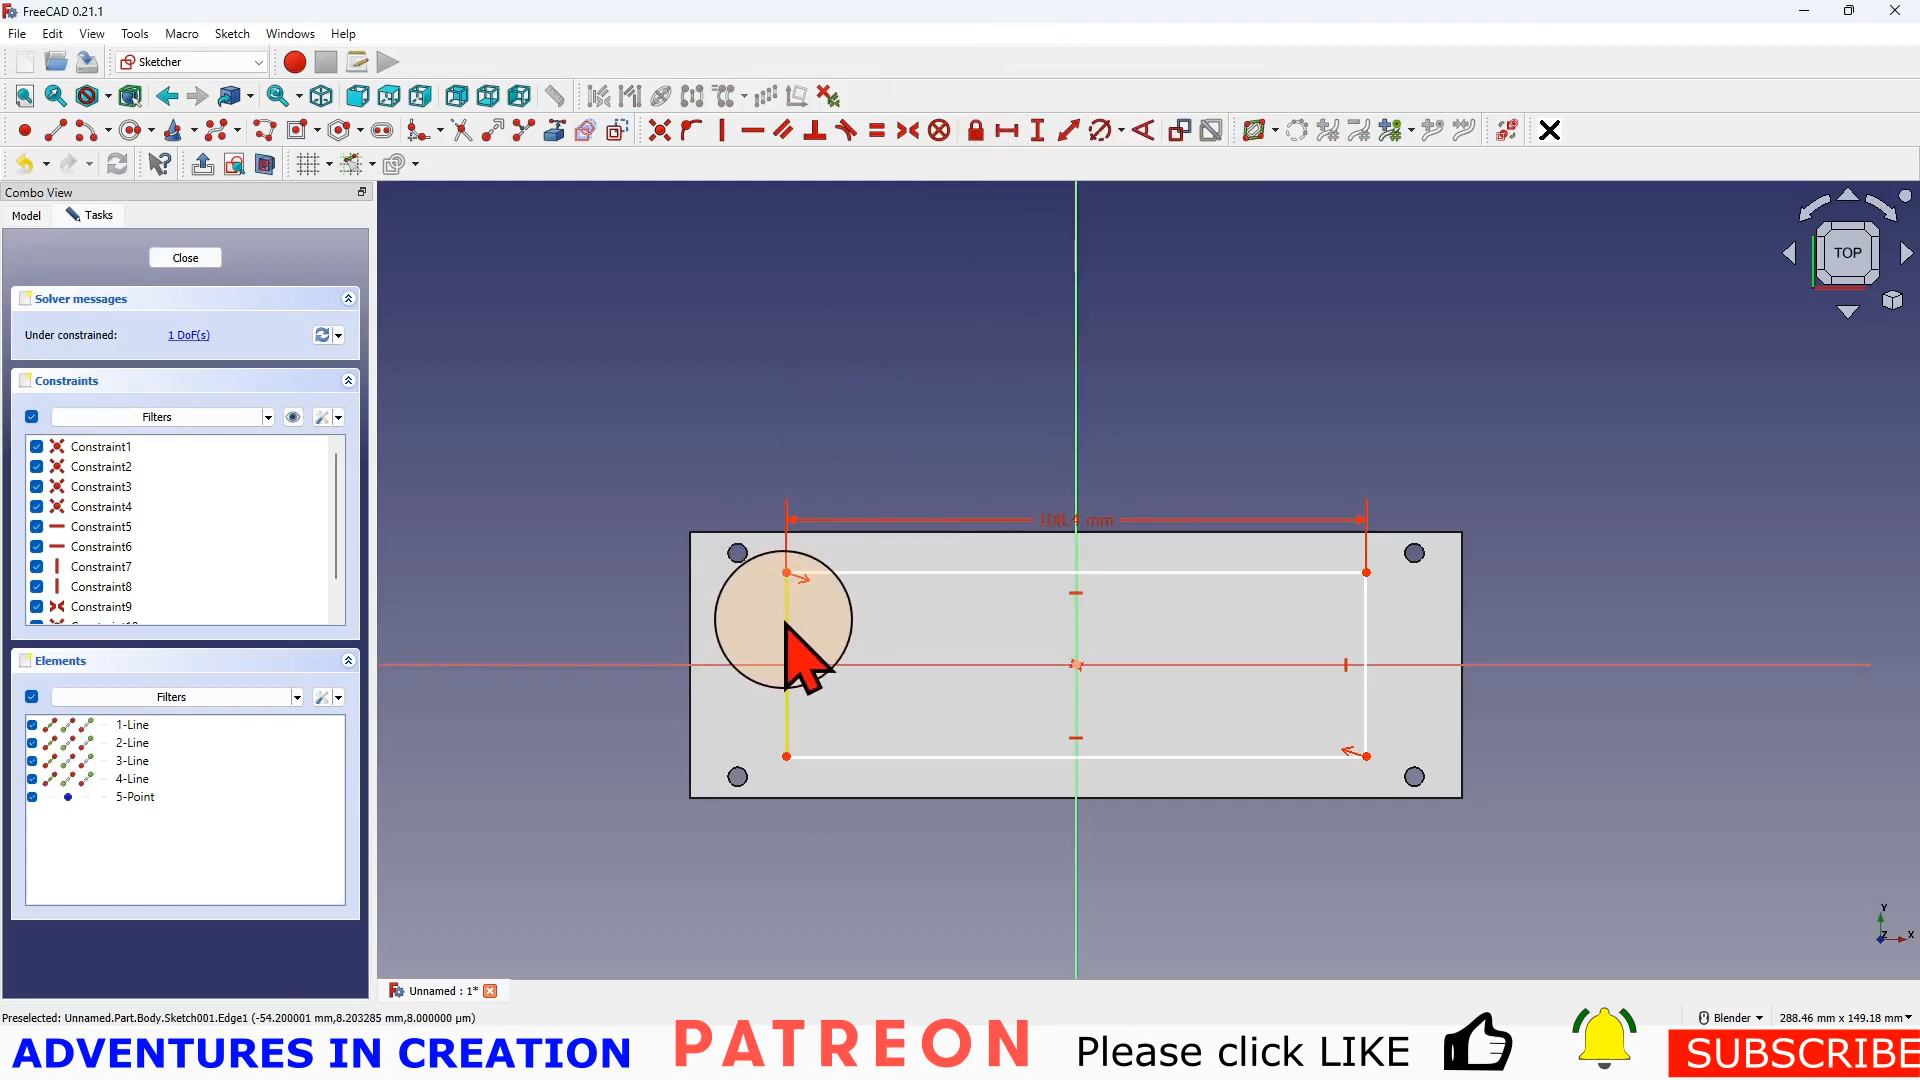 FreeCAD 0.21.1
File Edit View Tools Macro Sketch Windows Help
Sketcher
Combo View
Model Tasks
Close
Solver messages
Under constrained: 1 DoF(s)
Constraints
Filters
Constraint1
Constraint2
Constraint3
Constraint4
Constraint5
Constraint6
Constraint7
Constraint8
Constraint9
Elements
Filters
1-Line
2-Line
3-Line
4-Line
5-Point
108.4 mm
TOP
Y
Z
X
Unnamed : 1*
Preselected: Unnamed.Part.Body.Sketch001.Edge1 (-54.200001 mm,8.203285 mm,8.000000 µm)
Blender
288.46 mm x 149.18 mm
ADVENTURES IN CREATION
PATREON
Please click LIKE
SUBSCRIBE